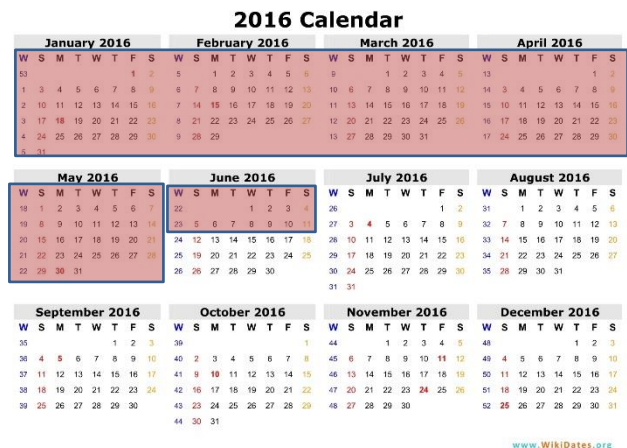 2016 Calendar
January 2016 February 2016 March 2016 April 2016
W S M T W T F S W S M T W T F S W S M T W T F S W S M T W T F S
53 1 2 5 1 2 3 4 5 6 9 1 2 3 4 5 13 1 2
1 3 4 5 6 7 8 9 6 7 8 9 10 11 12 13 10 6 7 8 9 10 11 12 14 3 4 5 6 7 8 9
2 10 11 12 13 14 15 16 7 14 15 16 17 18 19 20 11 13 14 15 16 17 18 19 15 10 11 12 13 14 15 16
3 17 18 19 20 21 22 23 8 21 22 23 24 25 26 27 12 20 21 22 23 24 25 26 16 17 18 19 20 21 22 23
4 24 25 26 27 28 29 30 9 28 29 13 27 28 29 30 31 17 24 25 26 27 28 29 30
5 31
May 2016 June 2016 July 2016 August 2016
W S M T W T F S W S M T W T F S W S M T W T F S W S M T W T F S
18 1 2 3 4 5 6 7 22 1 2 3 4 26 1 2 31 1 2 3 4 5 6
19 8 9 10 11 12 13 14 23 5 6 7 8 9 10 11 27 3 4 5 6 7 8 9 32 7 8 9 10 11 12 13
20 15 16 17 18 19 20 21 24 12 13 14 15 16 17 18 28 10 11 12 13 14 15 16 33 14 15 16 17 18 19 20
21 22 23 24 25 26 27 28 25 19 20 21 22 23 24 25 29 17 18 19 20 21 22 23 34 21 22 23 24 25 26 27
22 29 30 31 26 26 27 28 29 30 30 24 25 26 27 28 29 30 35 28 29 30 31
31 31
September 2016 October 2016 November 2016 December 2016
W S M T W T F S W S M T W T F S W S M T W T F S W S M T W T F S
35 1 2 3 39 1 44 1 2 3 4 5 48 1 2 3
36 4 5 6 7 8 9 10 40 2 3 4 5 6 7 8 45 6 7 8 9 10 11 12 49 4 5 6 7 8 9 10
37 11 12 13 14 15 16 17 41 9 10 11 12 13 14 15 46 13 14 15 16 17 18 19 50 11 12 13 14 15 16 17
38 18 19 20 21 22 23 24 42 16 17 18 19 20 21 22 47 20 21 22 23 24 25 26 51 18 19 20 21 22 23 24
39 25 26 27 28 29 30 43 23 24 25 26 27 28 29 48 27 28 29 30 52 25 26 27 28 29 30 31
44 30 31
www.WikiDates.org